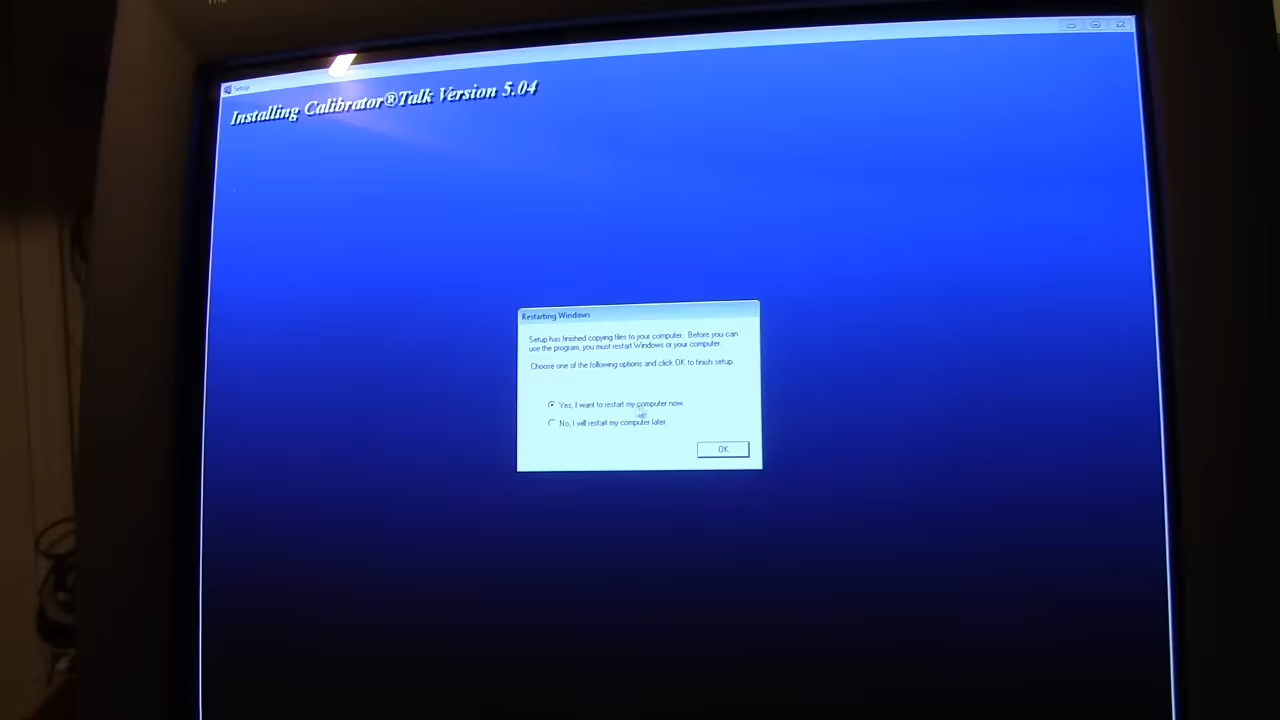 Setup
Installing Calibrator®Talk Version 5.04
Restarting Windows
Setup has finished copying files to your computer. Before you can
use the program, you must restart Windows or your computer.
Choose one of the following options and click OK to finish setup.
Yes, I want to restart my computer now
No, I will restart my computer later.
OK